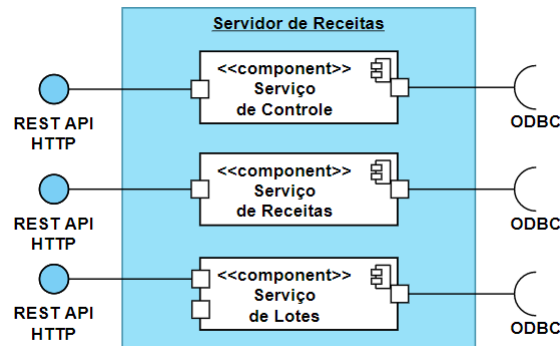 Servidor de Receitas
<<component>>
Serviço
de Controle
REST API
HTTP
ODBC
<<component>>
Serviço
de Receitas
REST API
HTTP
ODBC
<<component>>
Serviço
de Lotes
REST API
HTTP
ODBC